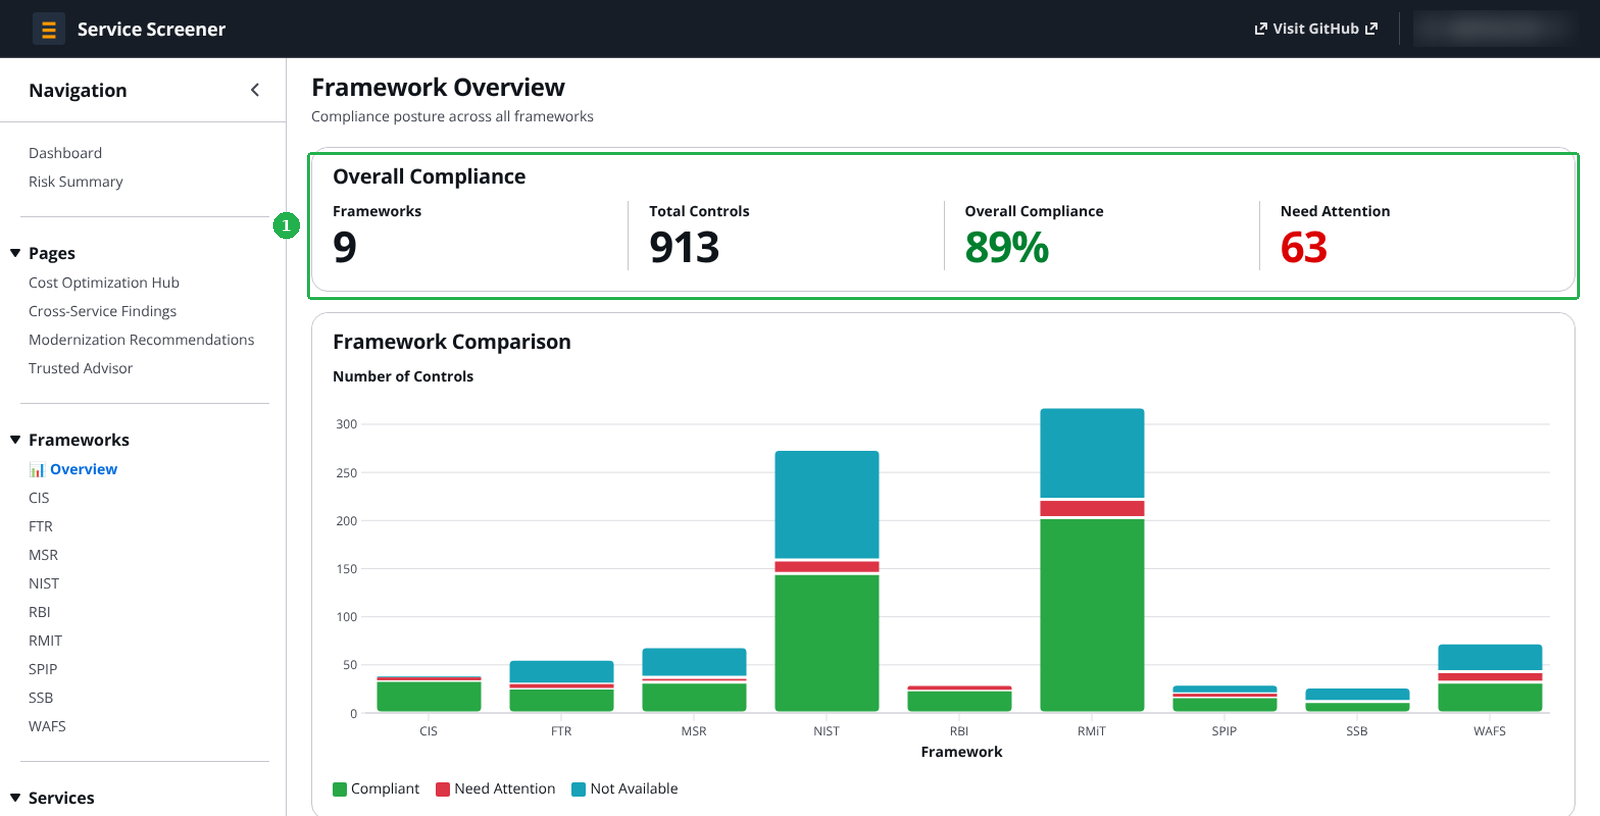 Service Screener
Visit GitHub
Navigation
Dashboard
Risk Summary
Pages
Cost Optimization Hub
Cross-Service Findings
Modernization Recommendations
Trusted Advisor
Frameworks
Overview
CIS
FTR
MSR
NIST
RBI
RMIT
SPIP
SSB
WAFS
Services
Framework Overview
Compliance posture across all frameworks
1
Overall Compliance
Frameworks
9
Total Controls
913
Overall Compliance
89%
Need Attention
63
Framework Comparison
Number of Controls
300
250
200
150
100
50
0
CIS FTR MSR NIST RBI RMiT SPIP SSB WAFS
Framework
Compliant Need Attention Not Available